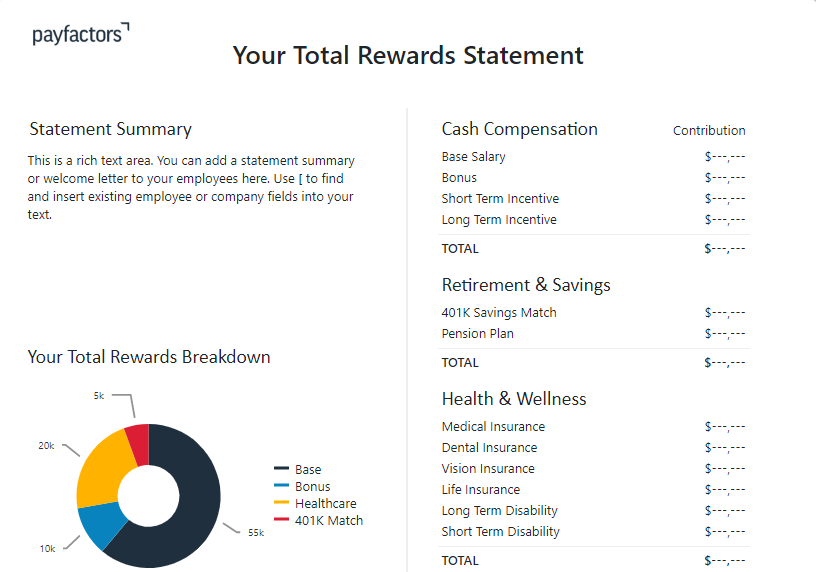 payfactors
Your Total Rewards Statement
Statement Summary
This is a rich text area. You can add a statement summary
or welcome letter to your employees here. Use [ to find
and insert existing employee or company fields into your
text.
Your Total Rewards Breakdown
5k
20k
10k
55k
Base
Bonus
Healthcare
401K Match
Cash Compensation Contribution
Base Salary $---,---
Bonus $---,---
Short Term Incentive $---,---
Long Term Incentive $---,---
TOTAL $---,---
Retirement & Savings
401K Savings Match $---,---
Pension Plan $---,---
TOTAL $---,---
Health & Wellness
Medical Insurance $---,---
Dental Insurance $---,---
Vision Insurance $---,---
Life Insurance $---,---
Long Term Disability $---,---
Short Term Disability $---,---
TOTAL $---,---